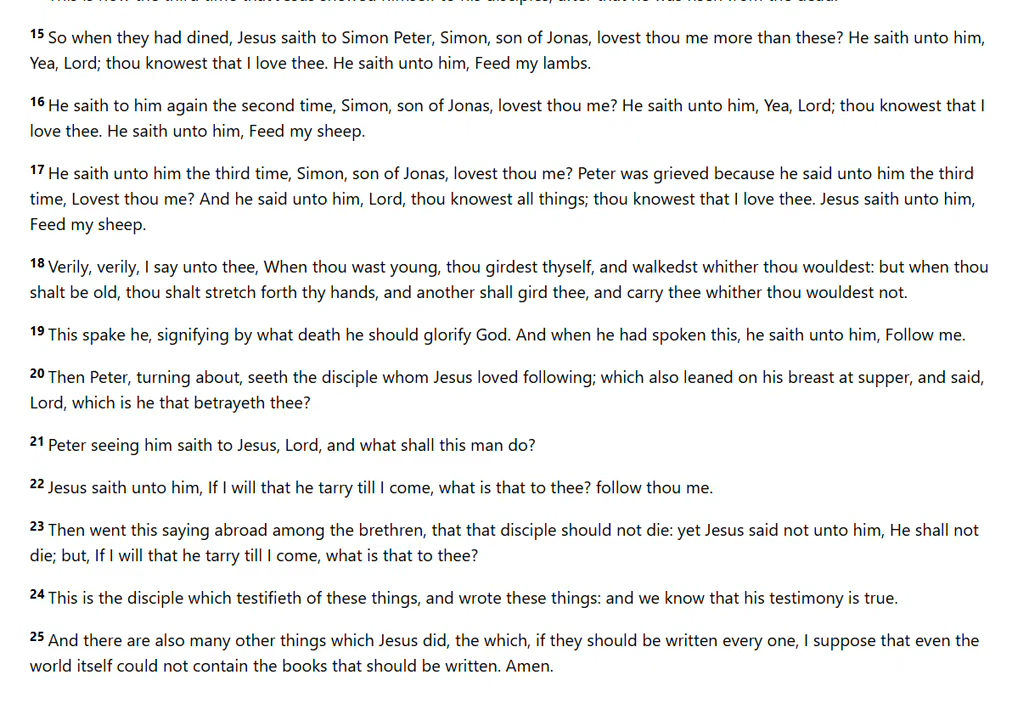 15 So when they had dined, Jesus saith to Simon Peter, Simon, son of Jonas, lovest thou me more than these? He saith unto him,
Yea, Lord; thou knowest that I love thee. He saith unto him, Feed my lambs.
16 He saith to him again the second time, Simon, son of Jonas, lovest thou me? He saith unto him, Yea, Lord; thou knowest that I
love thee. He saith unto him, Feed my sheep.
17 He saith unto him the third time, Simon, son of Jonas, lovest thou me? Peter was grieved because he said unto him the third
time, Lovest thou me? And he said unto him, Lord, thou knowest all things; thou knowest that I love thee. Jesus saith unto him,
Feed my sheep.
18 Verily, verily, I say unto thee, When thou wast young, thou girdest thyself, and walkedst whither thou wouldest: but when thou
shalt be old, thou shalt stretch forth thy hands, and another shall gird thee, and carry thee whither thou wouldest not.
19 This spake he, signifying by what death he should glorify God. And when he had spoken this, he saith unto him, Follow me.
20 Then Peter, turning about, seeth the disciple whom Jesus loved following; which also leaned on his breast at supper, and said,
Lord, which is he that betrayeth thee?
21 Peter seeing him saith to Jesus, Lord, and what shall this man do?
22 Jesus saith unto him, If I will that he tarry till I come, what is that to thee? follow thou me.
23 Then went this saying abroad among the brethren, that that disciple should not die: yet Jesus said not unto him, He shall not
die; but, If I will that he tarry till I come, what is that to thee?
24 This is the disciple which testifieth of these things, and wrote these things: and we know that his testimony is true.
25 And there are also many other things which Jesus did, the which, if they should be written every one, I suppose that even the
world itself could not contain the books that should be written. Amen.